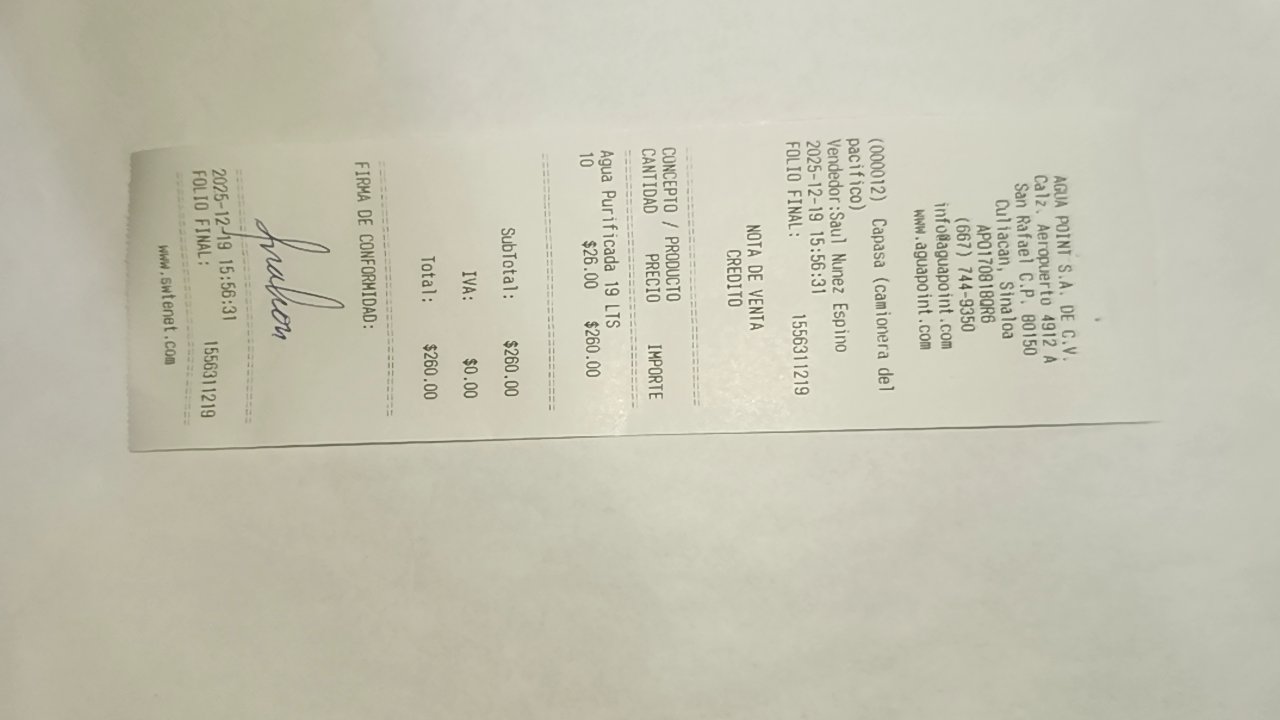 AGUA POINT S.A. DE C.V.
Calz. Aeropuerto 4912 A
San Rafael C.P. 80150
Culiacan, Sinaloa
APO170818QR6
(667) 744-9350
info@aguapoint.com
www.aguapoint.com
(000012) Capasa (camionera del
pacifico)
Vendedor:Saul Nunez Espino
2025-12-19 15:56:31
FOLIO FINAL: 1556311219
NOTA DE VENTA
CREDITO
CONCEPTO / PRODUCTO
CANTIDAD PRECIO IMPORTE
Agua Purificada 19 LTS
10 $26.00 $260.00
SubTotal: $260.00
IVA: $0.00
Total: $260.00
FIRMA DE CONFORMIDAD:
2025-12-19 15:56:31
FOLIO FINAL: 1556311219
www.swtenet.com